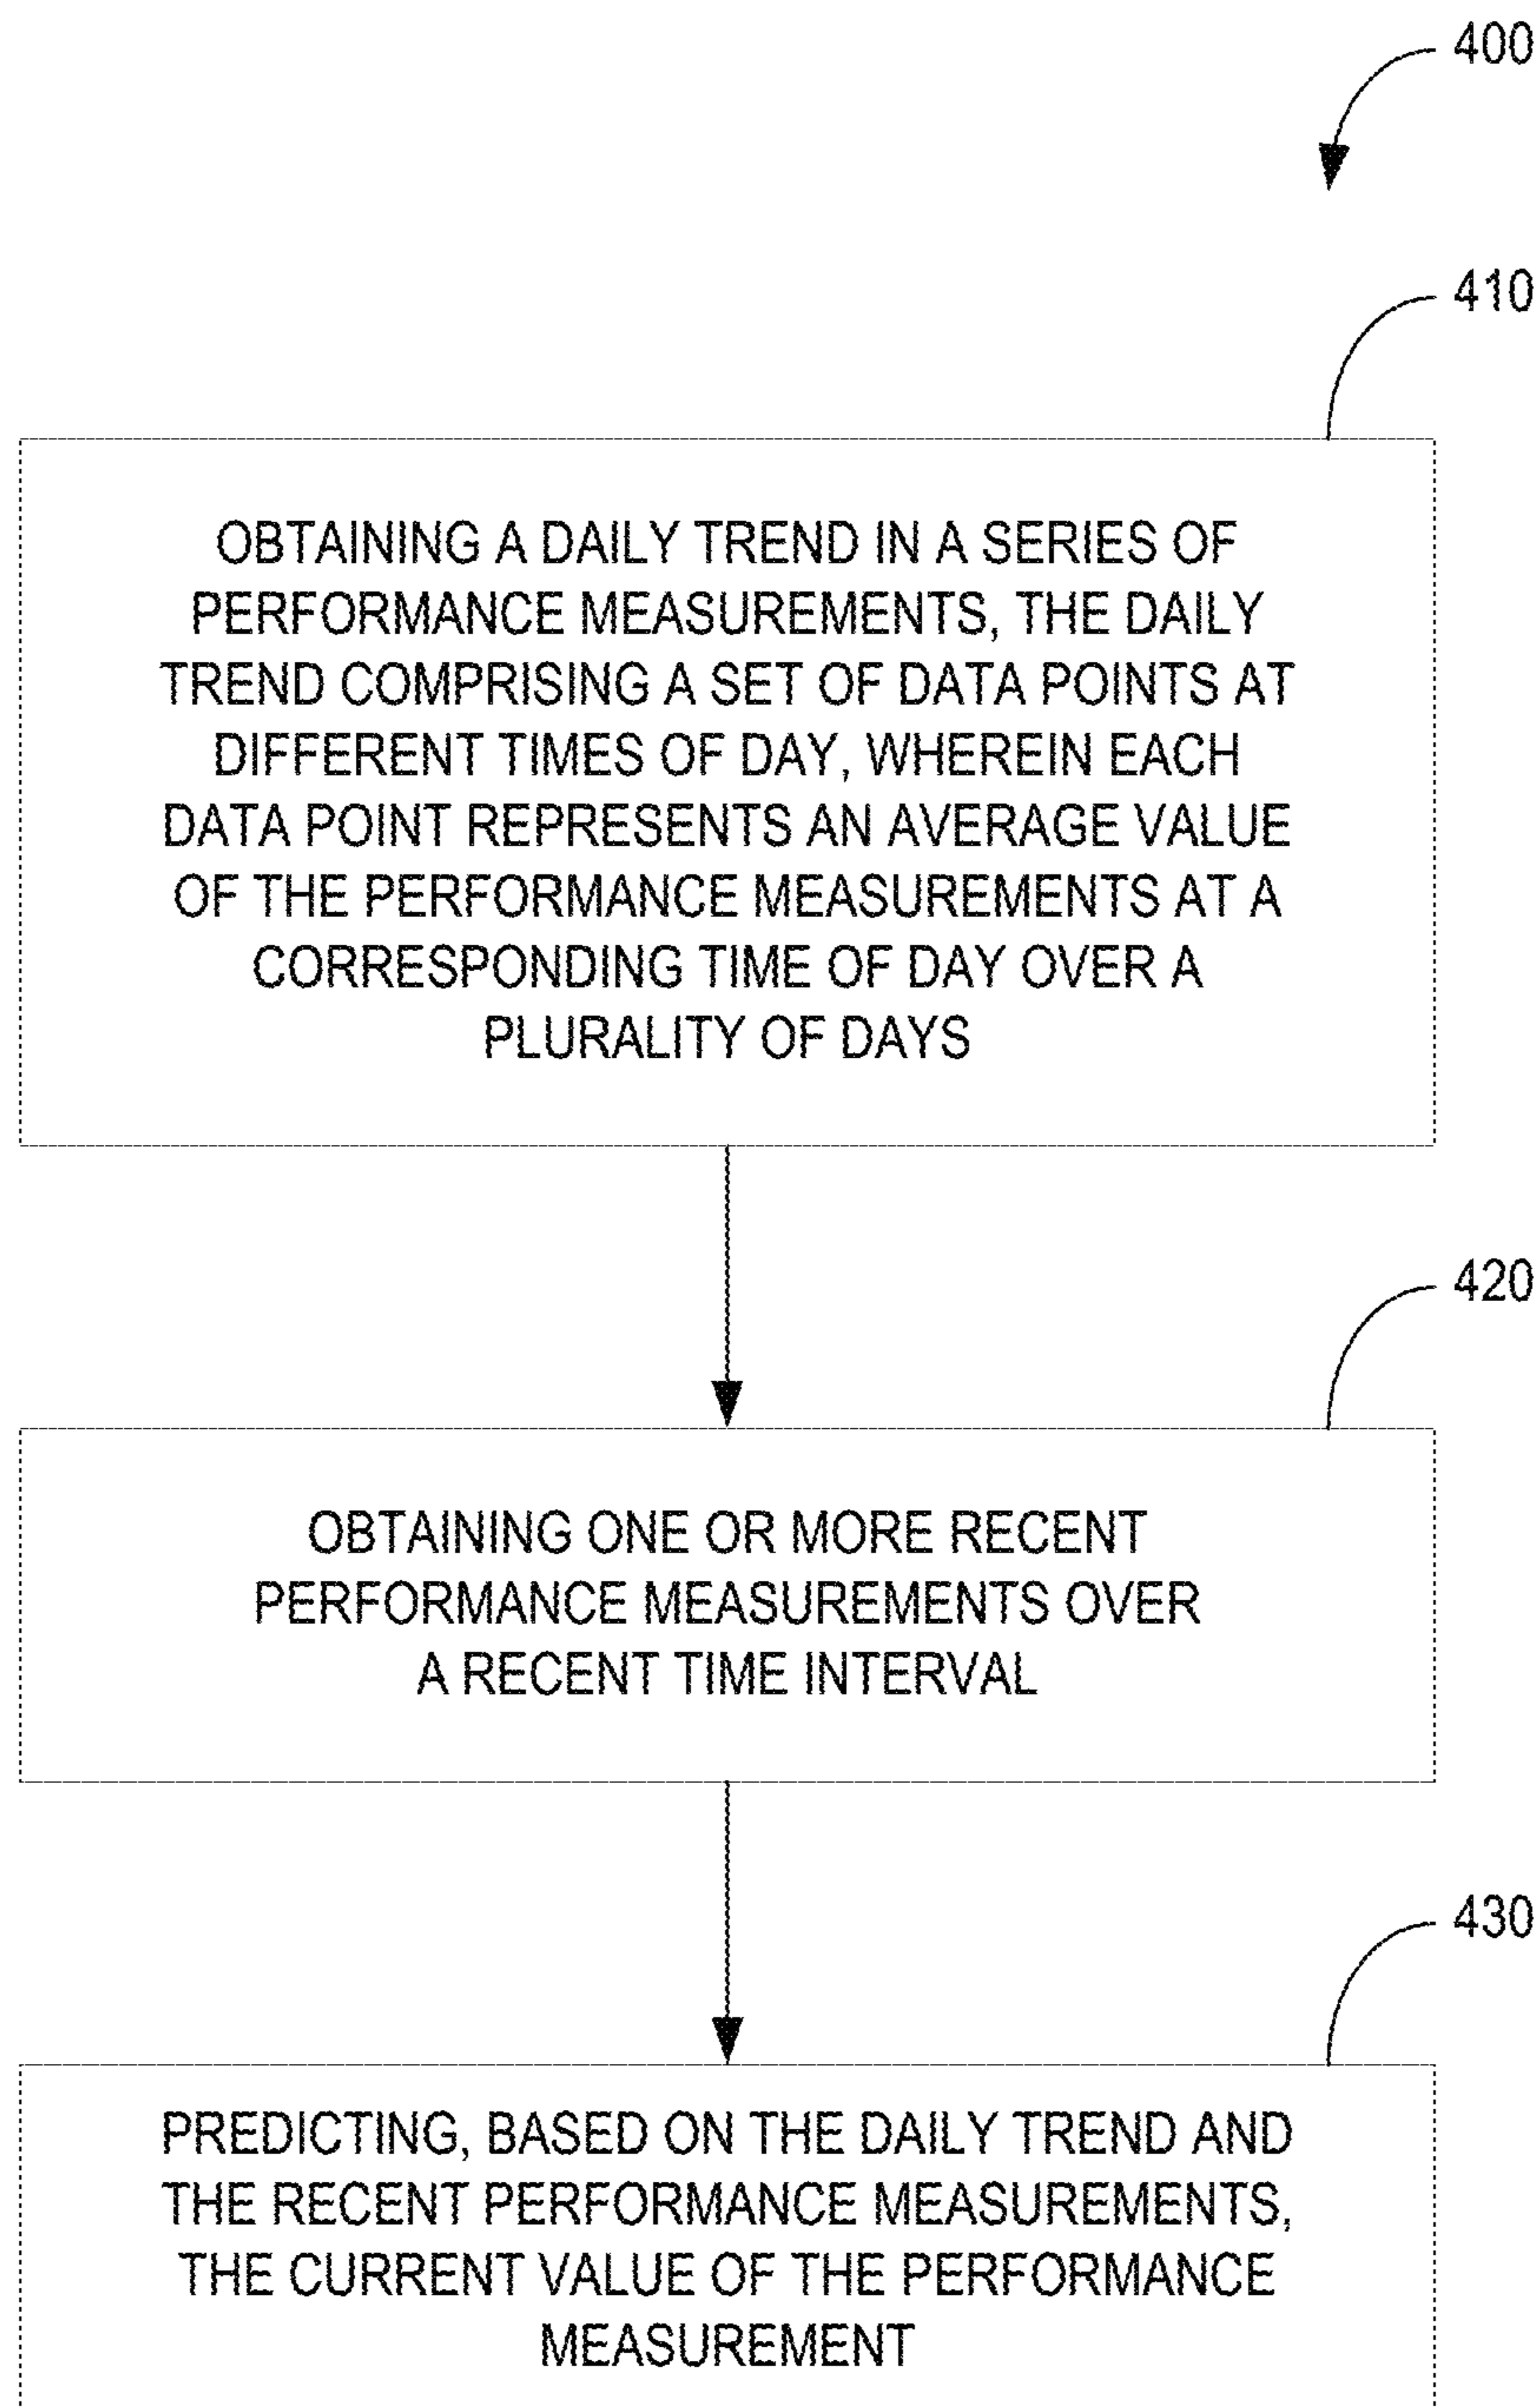 400
410
OBTAINING A DAILY TREND IN A SERIES OF
PERFORMANCE MEASUREMENTS, THE DAILY
TREND COMPRISING A SET OF DATA POINTS AT
DIFFERENT TIMES OF DAY, WHEREIN EACH
DATA POINT REPRESENTS AN AVERAGE VALUE
OF THE PERFORMANCE MEASUREMENTS AT A
CORRESPONDING TIME OF DAY OVER A
PLURALITY OF DAYS
420
OBTAINING ONE OR MORE RECENT
PERFORMANCE MEASUREMENTS OVER
A RECENT TIME INTERVAL
430
PREDICTING, BASED ON THE DAILY TREND AND
THE RECENT PERFORMANCE MEASUREMENTS,
THE CURRENT VALUE OF THE PERFORMANCE
MEASUREMENT